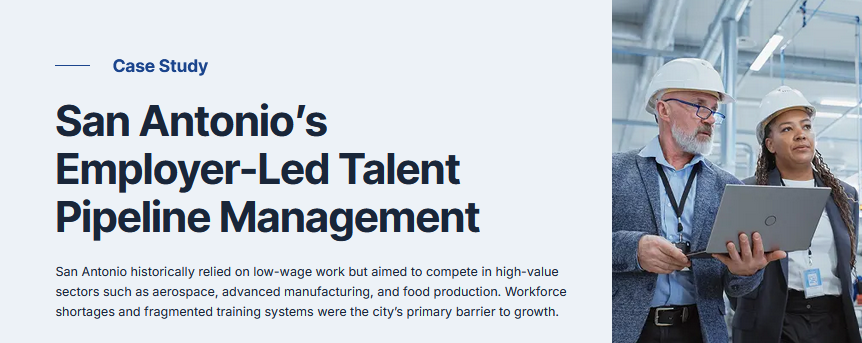 Case Study
San Antonio’s
Employer-Led Talent
Pipeline Management
San Antonio historically relied on low-wage work but aimed to compete in high-value
sectors such as aerospace, advanced manufacturing, and food production. Workforce
shortages and fragmented training systems were the city’s primary barrier to growth.